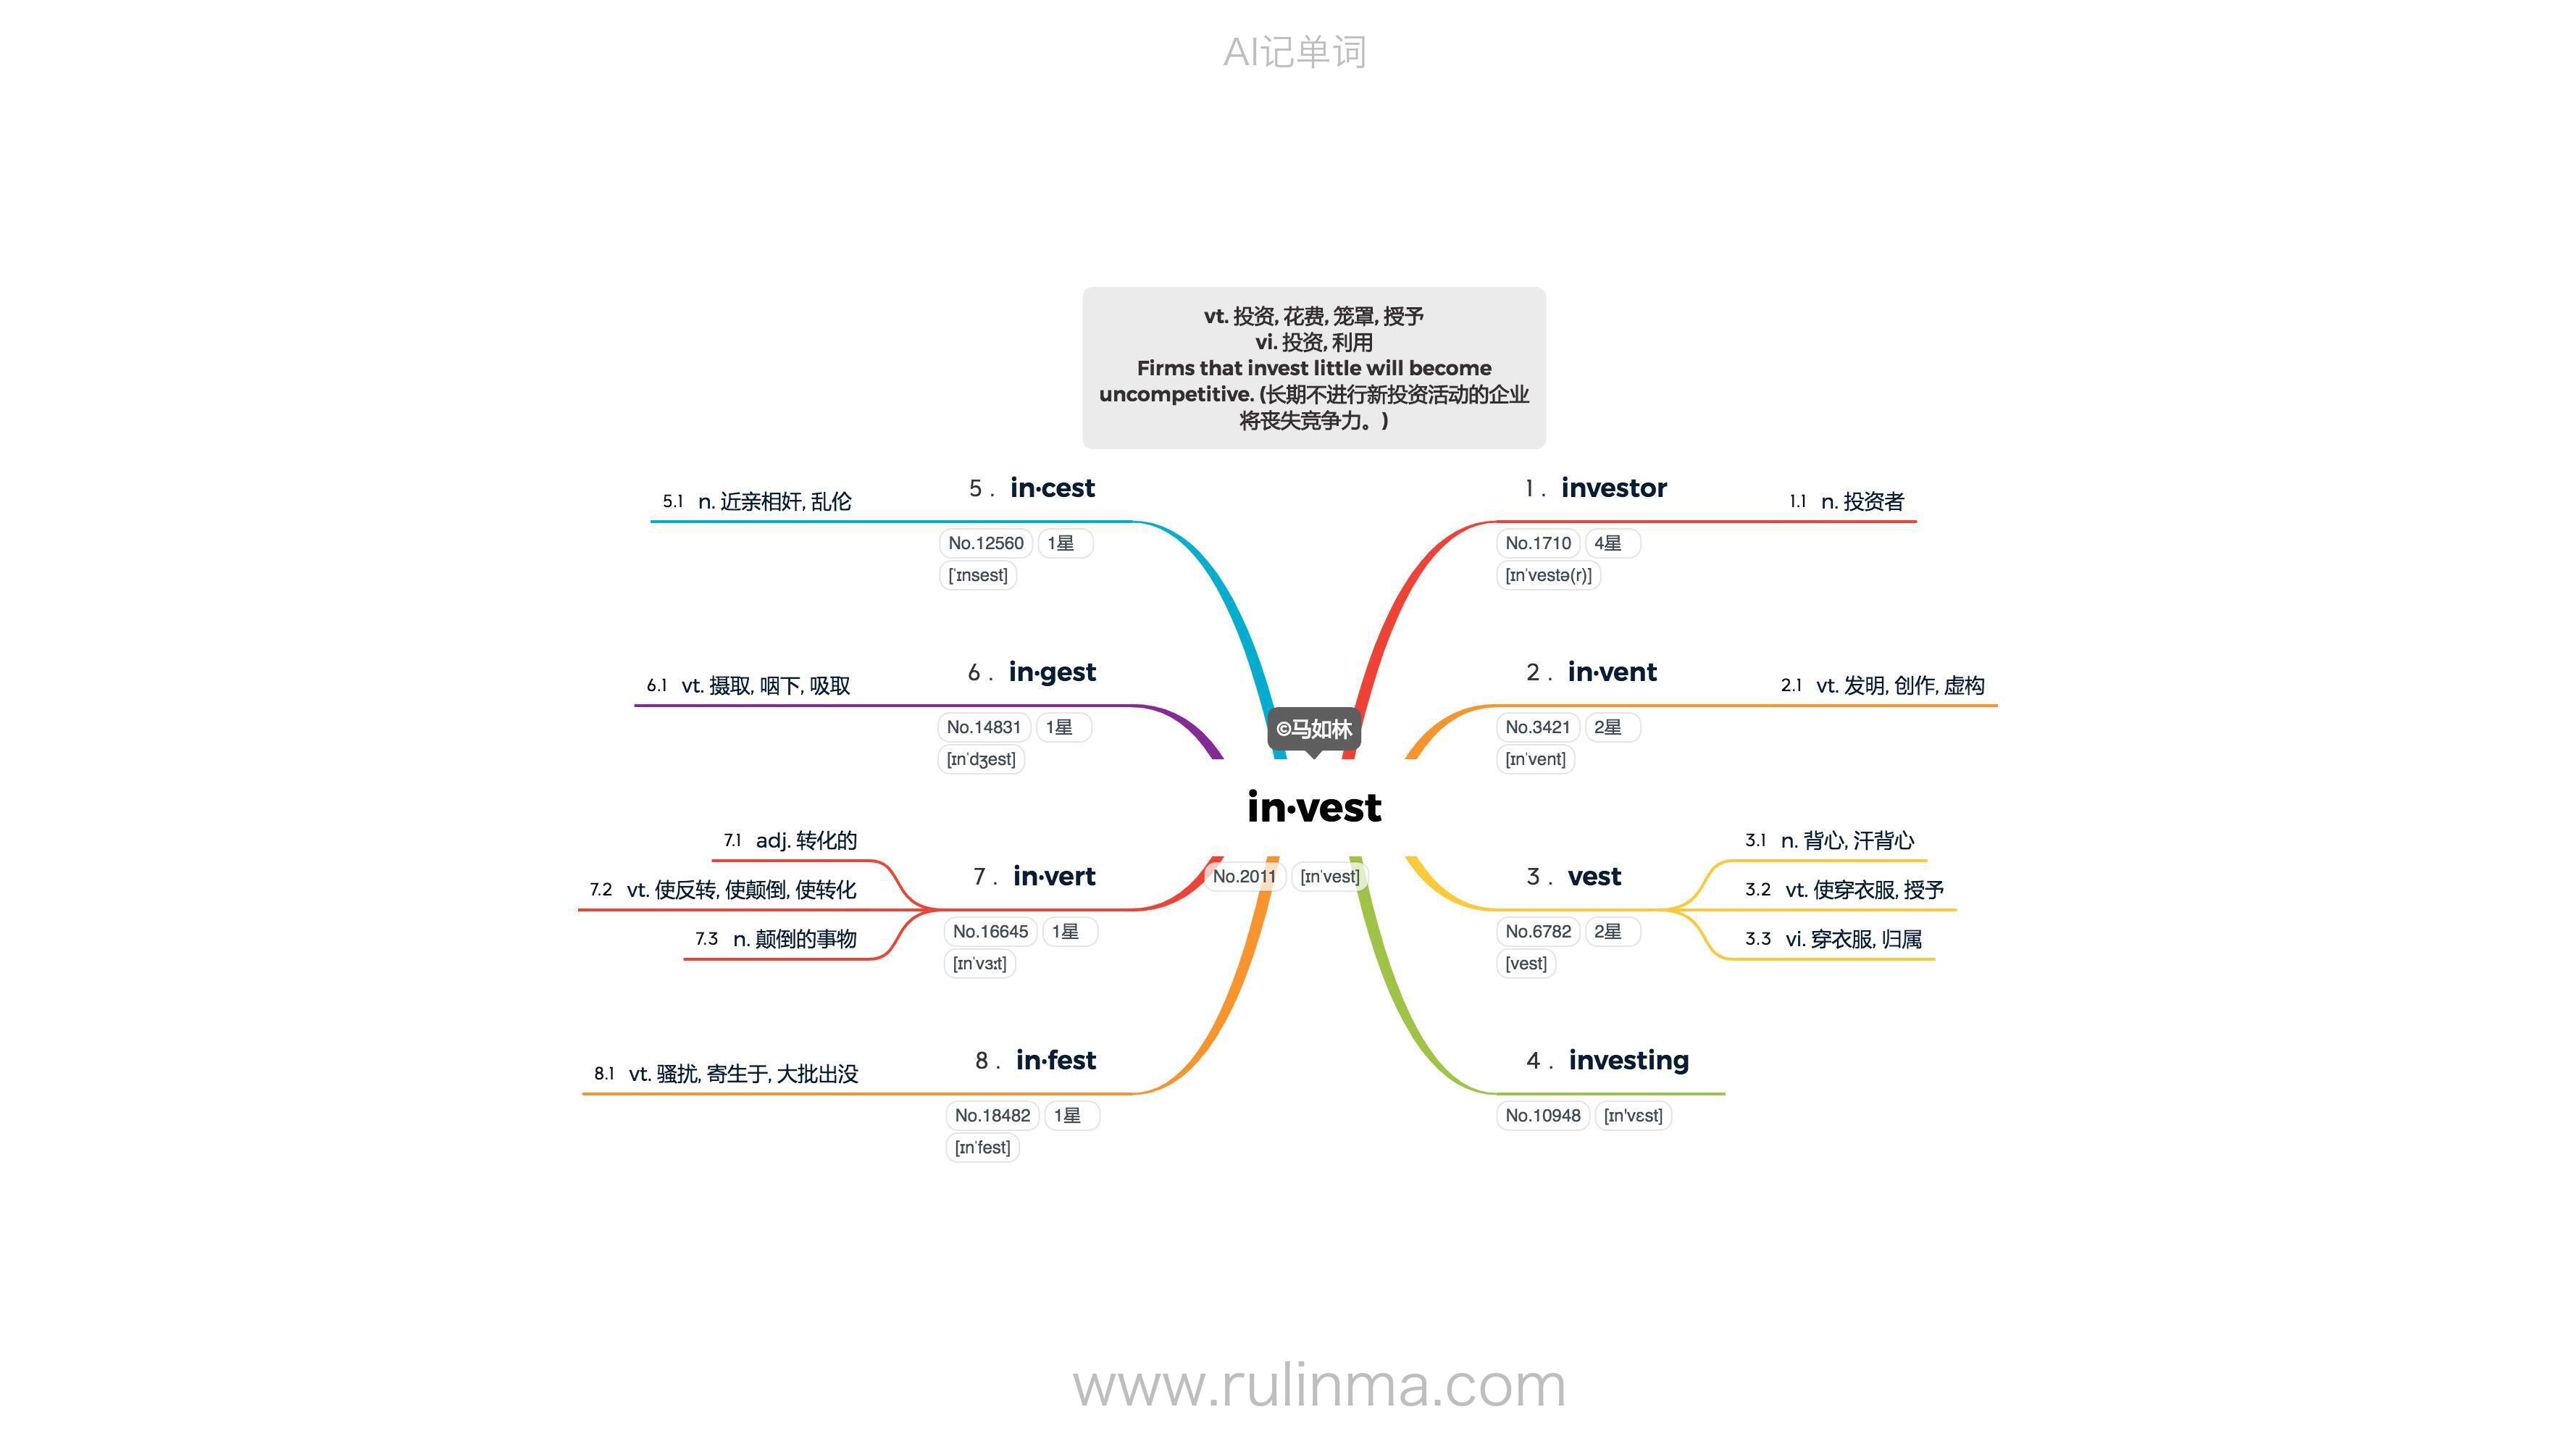 AI记单词
vt. 投资, 花费, 笼罩, 授予
vi. 投资, 利用
Firms that invest little will become
uncompetitive. (长期不进行新投资活动的企业
将丧失竞争力。)
©马如林
in·vest
No.2011 [ɪnˈvest]
1 . investor
No.1710 4星
[ɪnˈvestə(r)]
1.1 n. 投资者
2 . in·vent
No.3421 2星
[ɪnˈvent]
2.1 vt. 发明, 创作, 虚构
3 . vest
No.6782 2星
[vest]
3.1 n. 背心, 汗背心
3.2 vt. 使穿衣服, 授予
3.3 vi. 穿衣服, 归属
4 . investing
No.10948 [ɪn'vɛst]
5 . in·cest
No.12560 1星
[ˈɪnsest]
5.1 n. 近亲相奸, 乱伦
6 . in·gest
No.14831 1星
[ɪnˈdʒest]
6.1 vt. 摄取, 咽下, 吸取
7 . in·vert
No.16645 1星
[ɪnˈvɜːt]
7.1 adj. 转化的
7.2 vt. 使反转, 使颠倒, 使转化
7.3 n. 颠倒的事物
8 . in·fest
No.18482 1星
[ɪnˈfest]
8.1 vt. 骚扰, 寄生于, 大批出没
www.rulinma.com